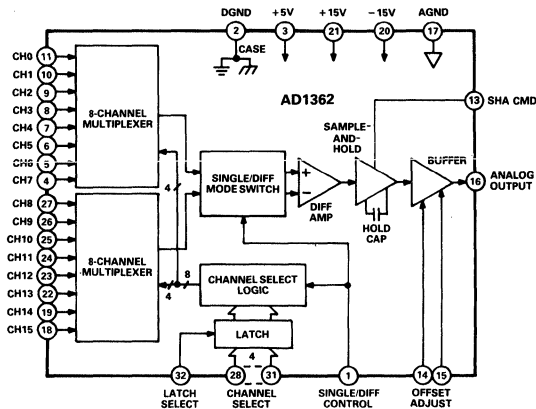 DGND +5V +15V -15V AGND
2 3 21 20 17
CASE
CH0 11
CH1 10
CH2 9
CH3 8
CH4 7
CH5 6
CH6 5
CH7 4
8-CHANNEL
MULTIPLEXER
AD1362
13 SHA CMD
SAMPLE-
AND-
HOLD
BUFFER
SINGLE/DIFF
MODE SWITCH
+
−
DIFF
AMP
HOLD
CAP
16 ANALOG
OUTPUT
4
CH8 27
CH9 26
CH10 25
CH11 24
CH12 23
CH13 22
CH14 19
CH15 18
8-CHANNEL
MULTIPLEXER
4 8
CHANNEL SELECT
LOGIC
LATCH
4
32 28 31 1 14 15
LATCH
SELECT
CHANNEL
SELECT
SINGLE/DIFF
CONTROL
OFFSET
ADJUST